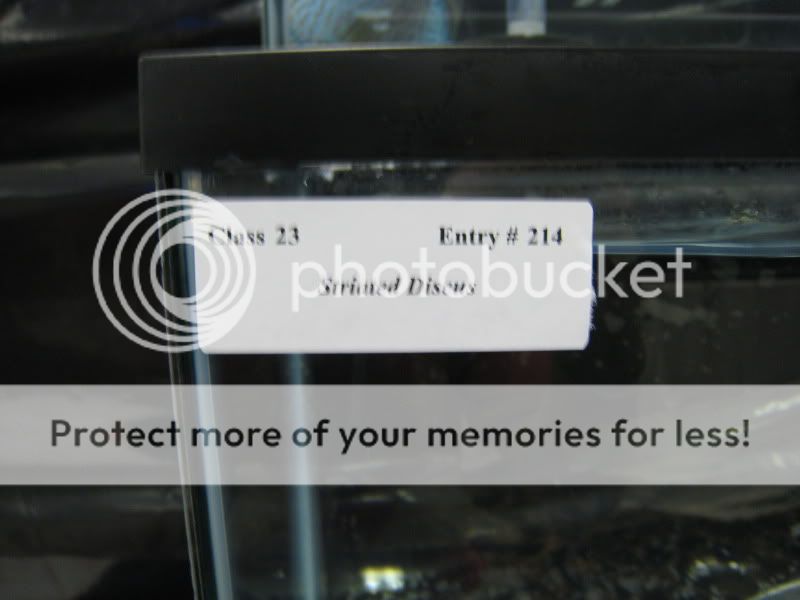 Class 23 Entry # 214
Striated Discus
photobucket
Protect more of your memories for less!